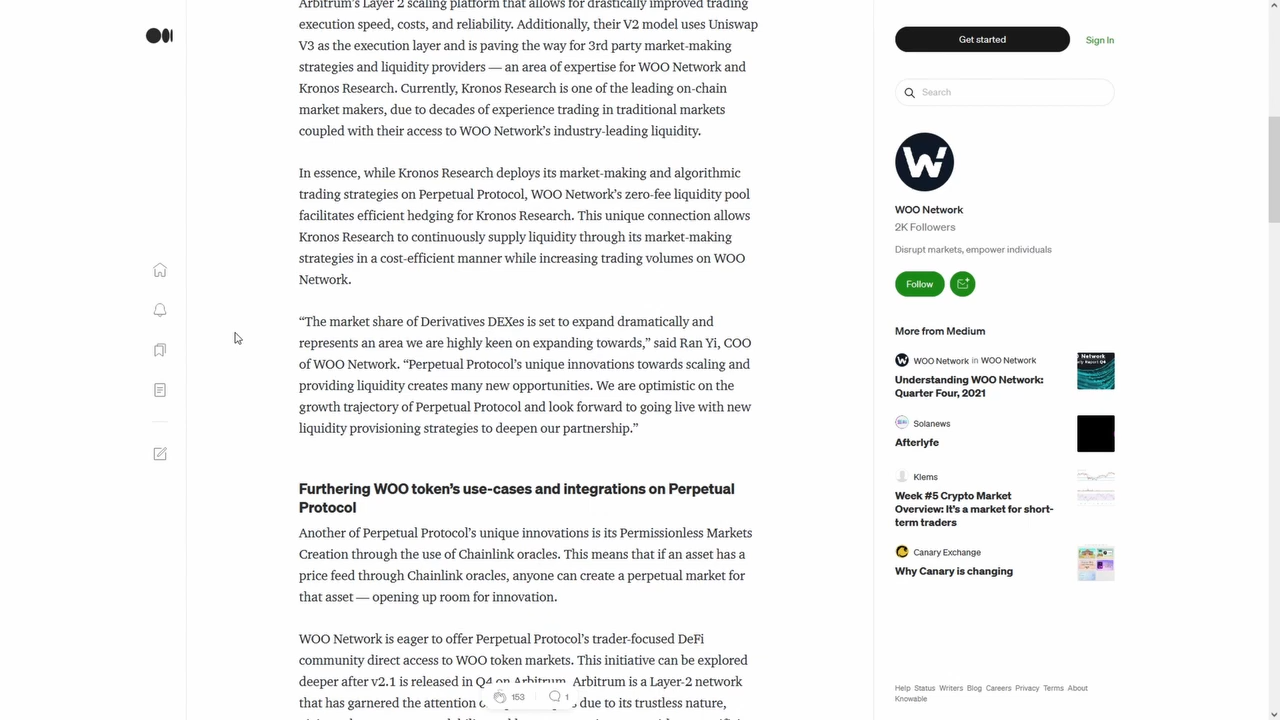 Arbitrum's Layer 2 scaling platform that allows for drastically improved trading
execution speed, costs, and reliability. Additionally, their V2 model uses Uniswap
V3 as the execution layer and is paving the way for 3rd party market-making
strategies and liquidity providers — an area of expertise for WOO Network and
Kronos Research. Currently, Kronos Research is one of the leading on-chain
market makers, due to decades of experience trading in traditional markets
coupled with their access to WOO Network's industry-leading liquidity.
In essence, while Kronos Research deploys its market-making and algorithmic
trading strategies on Perpetual Protocol, WOO Network's zero-fee liquidity pool
facilitates efficient hedging for Kronos Research. This unique connection allows
Kronos Research to continuously supply liquidity through its market-making
strategies in a cost-efficient manner while increasing trading volumes on WOO
Network.
“The market share of Derivatives DEXes is set to expand dramatically and
represents an area we are highly keen on expanding towards,” said Ran Yi, COO
of WOO Network. “Perpetual Protocol's unique innovations towards scaling and
providing liquidity creates many new opportunities. We are optimistic on the
growth trajectory of Perpetual Protocol and look forward to going live with new
liquidity provisioning strategies to deepen our partnership.”
Furthering WOO token's use-cases and integrations on Perpetual
Protocol
Another of Perpetual Protocol's unique innovations is its Permissionless Markets
Creation through the use of Chainlink oracles. This means that if an asset has a
price feed through Chainlink oracles, anyone can create a perpetual market for
that asset — opening up room for innovation.
WOO Network is eager to offer Perpetual Protocol's trader-focused DeFi
community direct access to WOO token markets. This initiative can be explored
deeper after v2.1 is released in Q4 on Arbitrum. Arbitrum is a Layer-2 network
that has garnered the attention of due to its trustless nature,
153 1
Get started Sign In
Search
W
WOO Network
2K Followers
Disrupt markets, empower individuals
Follow
More from Medium
WOO Network in WOO Network
Understanding WOO Network:
Quarter Four, 2021
Solanews
Afterlyfe
Klems
Week #5 Crypto Market
Overview: It's a market for short-
term traders
Canary Exchange
Why Canary is changing
Help Status Writers Blog Careers Privacy Terms About
Knowable